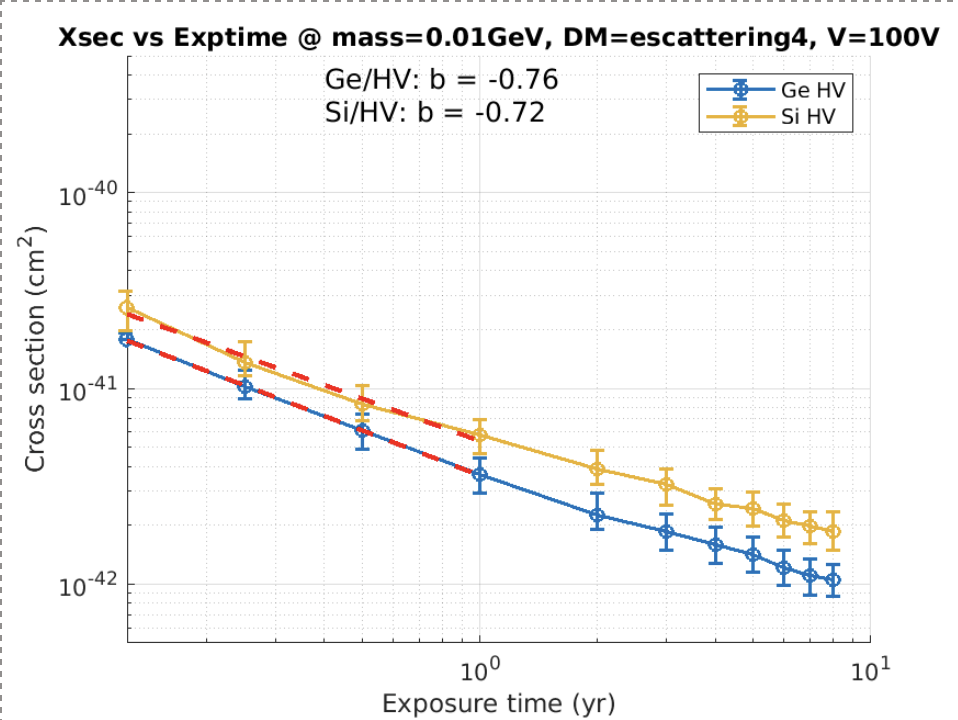 Xsec vs Exptime @ mass=0.01GeV, DM=escattering4, V=100V
Ge/HV: b = -0.76
Si/HV: b = -0.72
Ge HV
Si HV
10^-40
10^-41
10^-42
Cross section (cm^2)
10^0
10^1
Exposure time (yr)